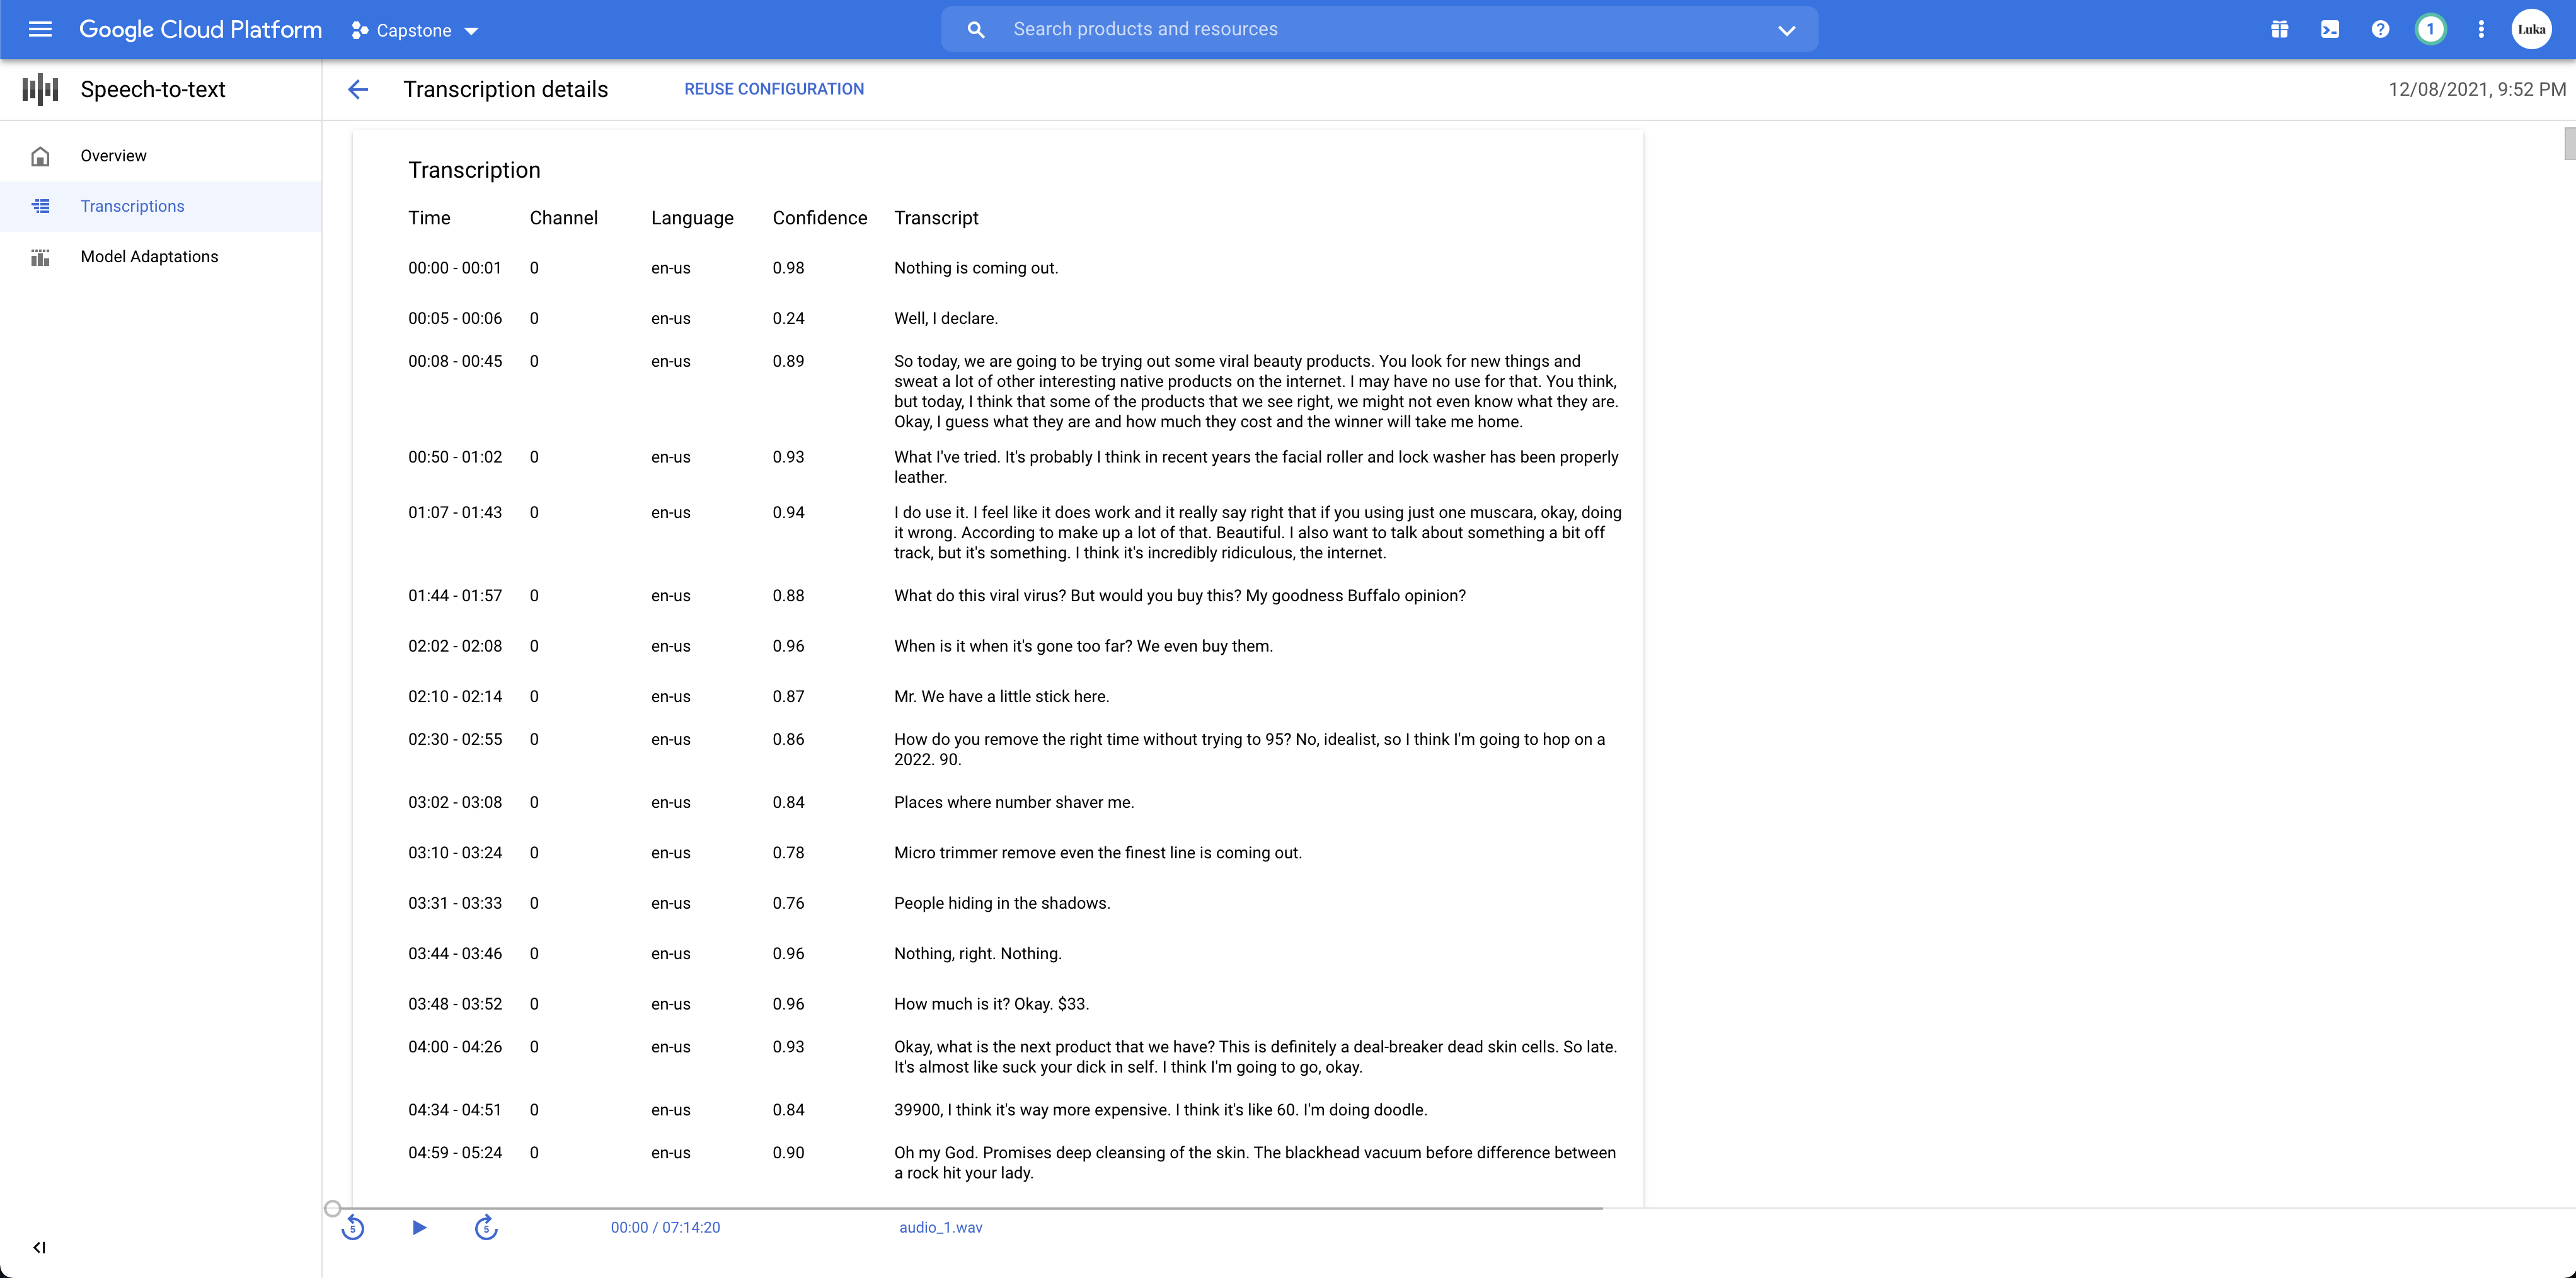 Google Cloud Platform
Capstone
Search products and resources
1
Luka
Speech-to-text
Transcription details
REUSE CONFIGURATION
12/08/2021, 9:52 PM
Overview
Transcriptions
Model Adaptations
Transcription
Time Channel Language Confidence Transcript
00:00 - 00:01 0 en-us 0.98 Nothing is coming out.
00:05 - 00:06 0 en-us 0.24 Well, I declare.
00:08 - 00:45 0 en-us 0.89 So today, we are going to be trying out some viral beauty products. You look for new things and
sweat a lot of other interesting native products on the internet. I may have no use for that. You think,
but today, I think that some of the products that we see right, we might not even know what they are.
Okay, I guess what they are and how much they cost and the winner will take me home.
00:50 - 01:02 0 en-us 0.93 What I've tried. It's probably I think in recent years the facial roller and lock washer has been properly
leather.
01:07 - 01:43 0 en-us 0.94 I do use it. I feel like it does work and it really say right that if you using just one muscara, okay, doing
it wrong. According to make up a lot of that. Beautiful. I also want to talk about something a bit off
track, but it's something. I think it's incredibly ridiculous, the internet.
01:44 - 01:57 0 en-us 0.88 What do this viral virus? But would you buy this? My goodness Buffalo opinion?
02:02 - 02:08 0 en-us 0.96 When is it when it's gone too far? We even buy them.
02:10 - 02:14 0 en-us 0.87 Mr. We have a little stick here.
02:30 - 02:55 0 en-us 0.86 How do you remove the right time without trying to 95? No, idealist, so I think I'm going to hop on a
2022. 90.
03:02 - 03:08 0 en-us 0.84 Places where number shaver me.
03:10 - 03:24 0 en-us 0.78 Micro trimmer remove even the finest line is coming out.
03:31 - 03:33 0 en-us 0.76 People hiding in the shadows.
03:44 - 03:46 0 en-us 0.96 Nothing, right. Nothing.
03:48 - 03:52 0 en-us 0.96 How much is it? Okay. $33.
04:00 - 04:26 0 en-us 0.93 Okay, what is the next product that we have? This is definitely a deal-breaker dead skin cells. So late.
It's almost like suck your dick in self. I think I'm going to go, okay.
04:34 - 04:51 0 en-us 0.84 39900, I think it's way more expensive. I think it's like 60. I'm doing doodle.
04:59 - 05:24 0 en-us 0.90 Oh my God. Promises deep cleansing of the skin. The blackhead vacuum before difference between
a rock hit your lady.
5
5
00:00 / 07:14:20
audio_1.wav